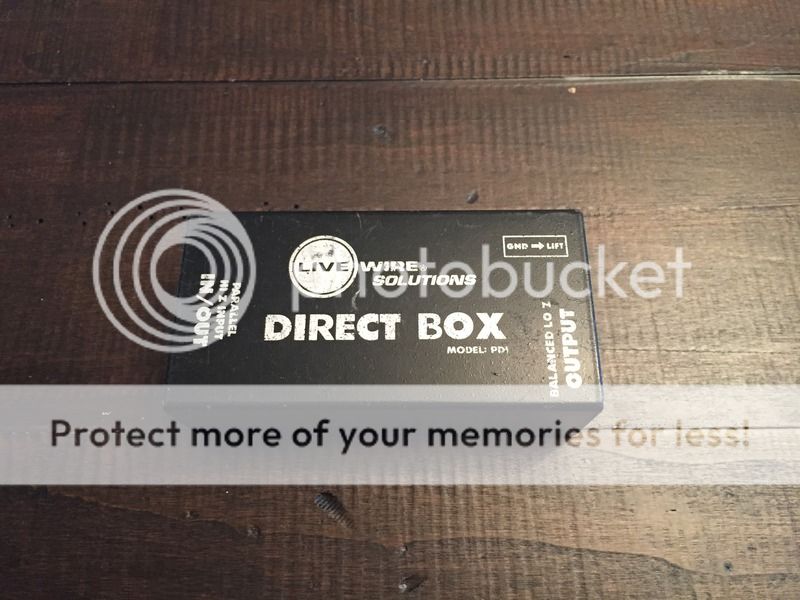 LIVE WIRE®
SOLUTIONS
GND → LIFT
PARALLEL
HI Z INPUT
IN/OUT
DIRECT BOX
MODEL: PDI
BALANCED LO Z
OUTPUT
photobucket
Protect more of your memories for less!